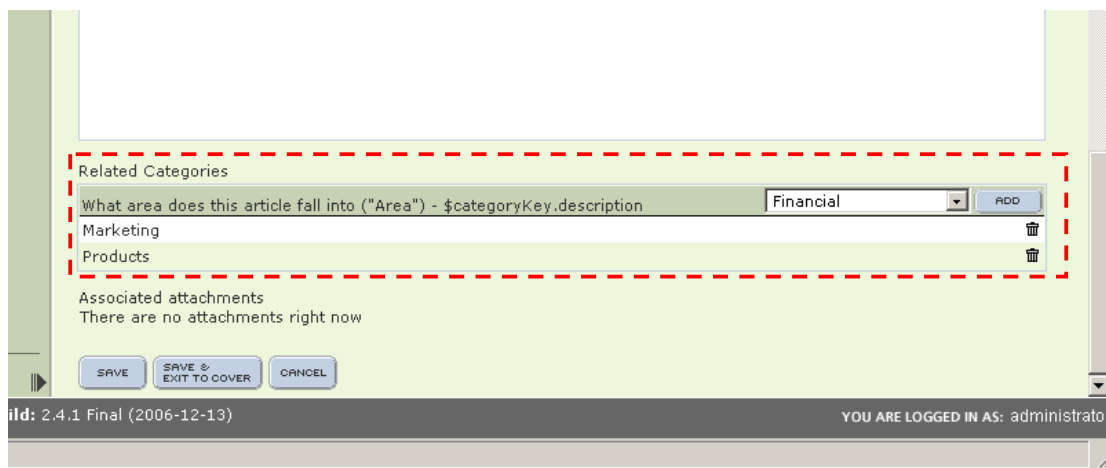 Related Categories
What area does this article fall into ("Area") - $categoryKey.description
Financial
ADD
Marketing
Products
Associated attachments
There are no attachments right now
SAVE
SAVE &
EXIT TO COVER
CANCEL
ild: 2.4.1 Final (2006-12-13)
YOU ARE LOGGED IN AS: administrato